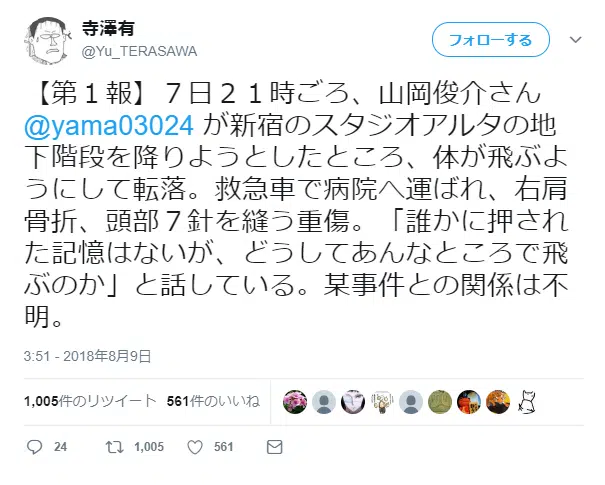 寺澤有
@Yu_TERASAWA
フォローする
【第１報】７日２１時ごろ、山岡俊介さん
@yama03024 が新宿のスタジオアルタの地
下階段を降りようとしたところ、体が飛ぶよ
うにして転落。救急車で病院へ運ばれ、右肩
骨折、頭部７針を縫う重傷。「誰かに押され
た記憶はないが、どうしてあんなところで飛
ぶのか」と話している。某事件との関係は不
明。
3:51 - 2018年8月9日
1,005件のリツイート 561件のいいね
24 1,005 561